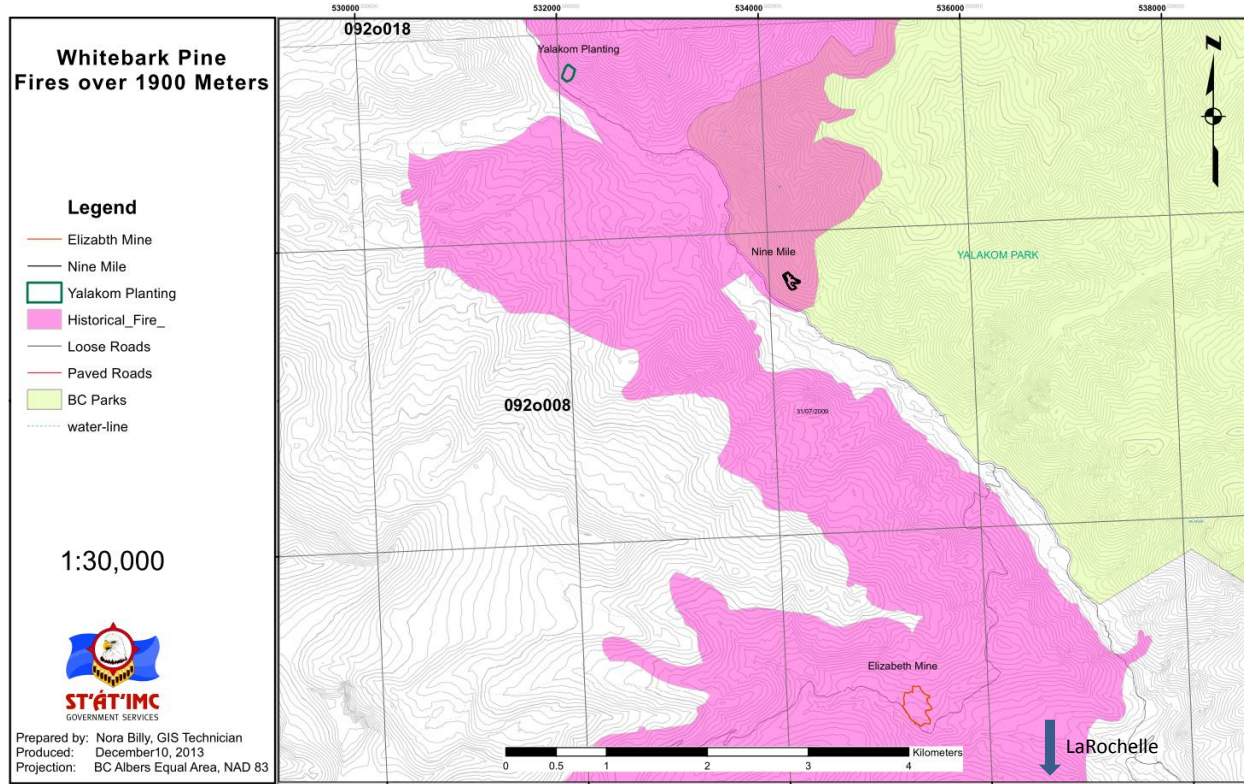 Whitebark Pine
Fires over 1900 Meters
Legend
Elizabth Mine
Nine Mile
Yalakom Planting
Historical_Fire_
Loose Roads
Paved Roads
BC Parks
water-line
1:30,000
ST'ÁT'IMC
GOVERNMENT SERVICES
Prepared by: Nora Billy, GIS Technician
Produced: December10, 2013
Projection: BC Albers Equal Area, NAD 83
530000 532000 534000 536000 538000
092o018
Yalakom Planting
N
Nine Mile
YALAKOM PARK
092o008
31/07/2009
Elizabeth Mine
LaRochelle
Kilometers
0 0.5 1 2 3 4